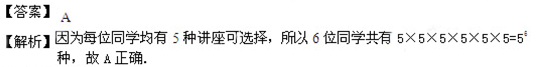 【答案】 A
【解析】因为每位同学均有 5 种讲座可选择，所以 6 位同学共有 5×5×5×5×5×5=5⁶
种，故 A 正确．